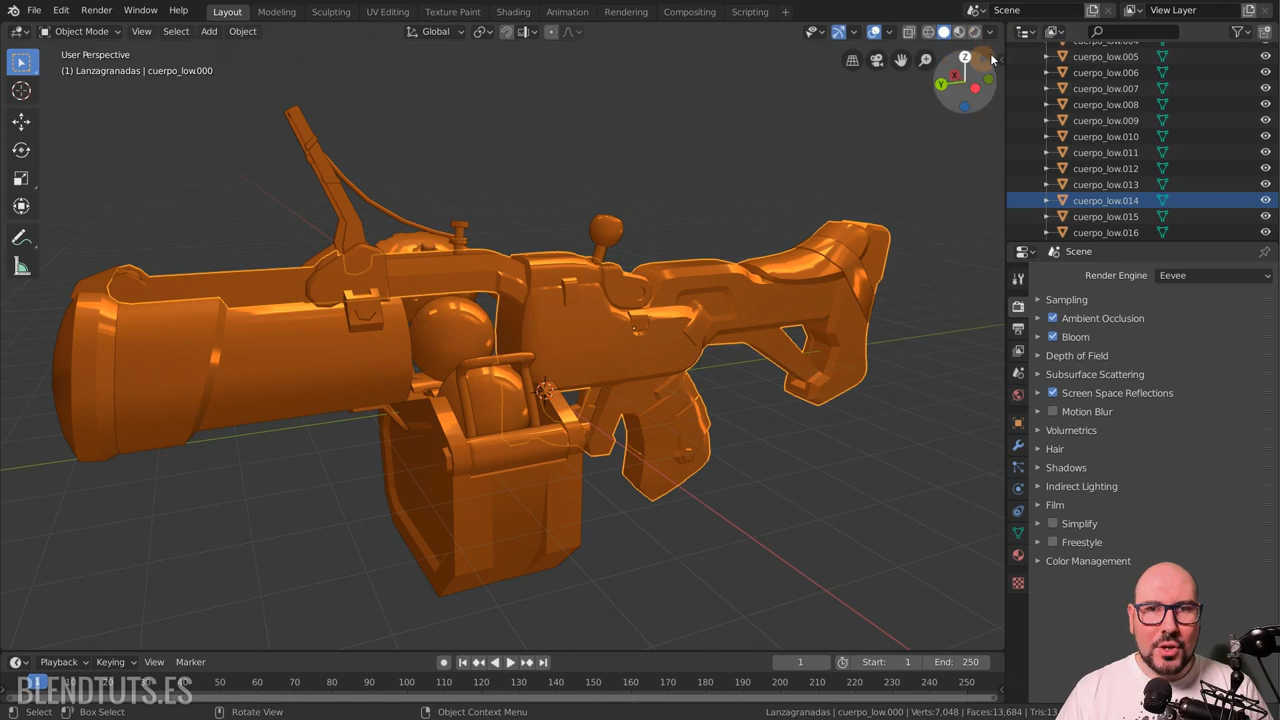 File Edit Render Window Help Layout Modeling Sculpting UV Editing Texture Paint Shading Animation Rendering Compositing Scripting + Scene View Layer
Object Mode View Select Add Object Global
User Perspective
(1) Lanzagranadas | cuerpo_low.000
Z
X
Y
cuerpo_low.005
cuerpo_low.006
cuerpo_low.007
cuerpo_low.008
cuerpo_low.009
cuerpo_low.010
cuerpo_low.011
cuerpo_low.012
cuerpo_low.013
cuerpo_low.014
cuerpo_low.015
cuerpo_low.016
Scene
Render Engine Eevee
Sampling
Ambient Occlusion
Bloom
Depth of Field
Subsurface Scattering
Screen Space Reflections
Motion Blur
Volumetrics
Hair
Shadows
Indirect Lighting
Film
Simplify
Freestyle
Color Management
Playback Keying View Marker 1 Start: 1 End: 250
1 20 30 40 50 60 70 80 90 100 110 120 130 140 150 160 170 180 190 200 210 220 230 240 250
BLENDTUTS.ES
Select Box Select Rotate View Object Context Menu Lanzagranadas | cuerpo_low.000 | Verts:7,048 | Faces:13,684 | Tris:13